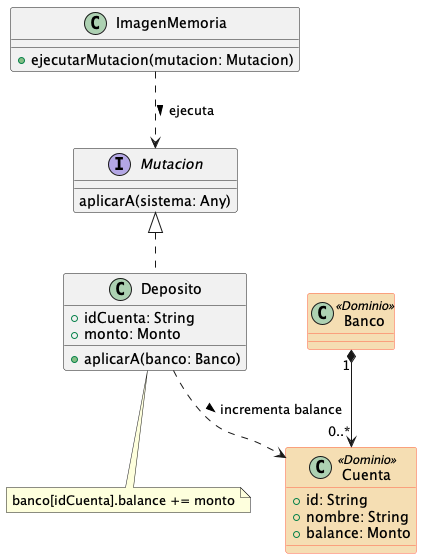 C ImagenMemoria
ejecutarMutacion(mutacion: Mutacion)
ejecuta
I Mutacion
aplicarA(sistema: Any)
C Deposito
idCuenta: String
monto: Monto
aplicarA(banco: Banco)
C «Dominio»
Banco
1
incrementa balance
0..*
C «Dominio»
Cuenta
id: String
nombre: String
balance: Monto
banco[idCuenta].balance += monto